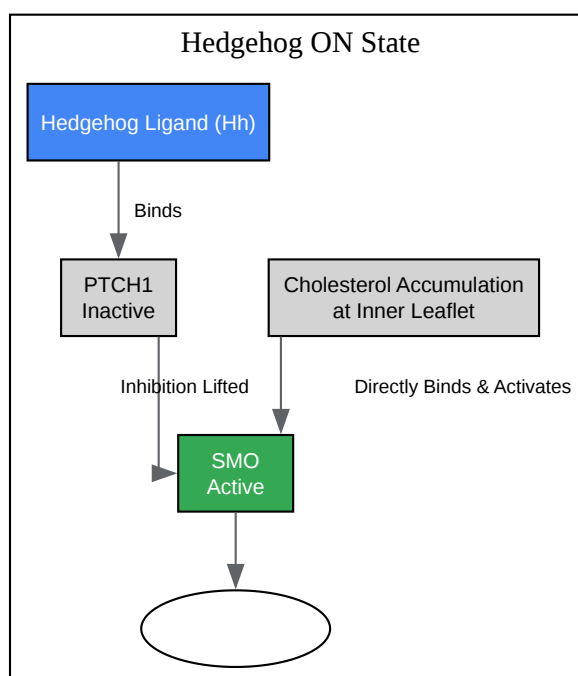 Hedgehog ON State
Hedgehog Ligand (Hh)
Binds
PTCH1
Inactive
Cholesterol Accumulation
at Inner Leaflet
Inhibition Lifted
Directly Binds & Activates
SMO
Active